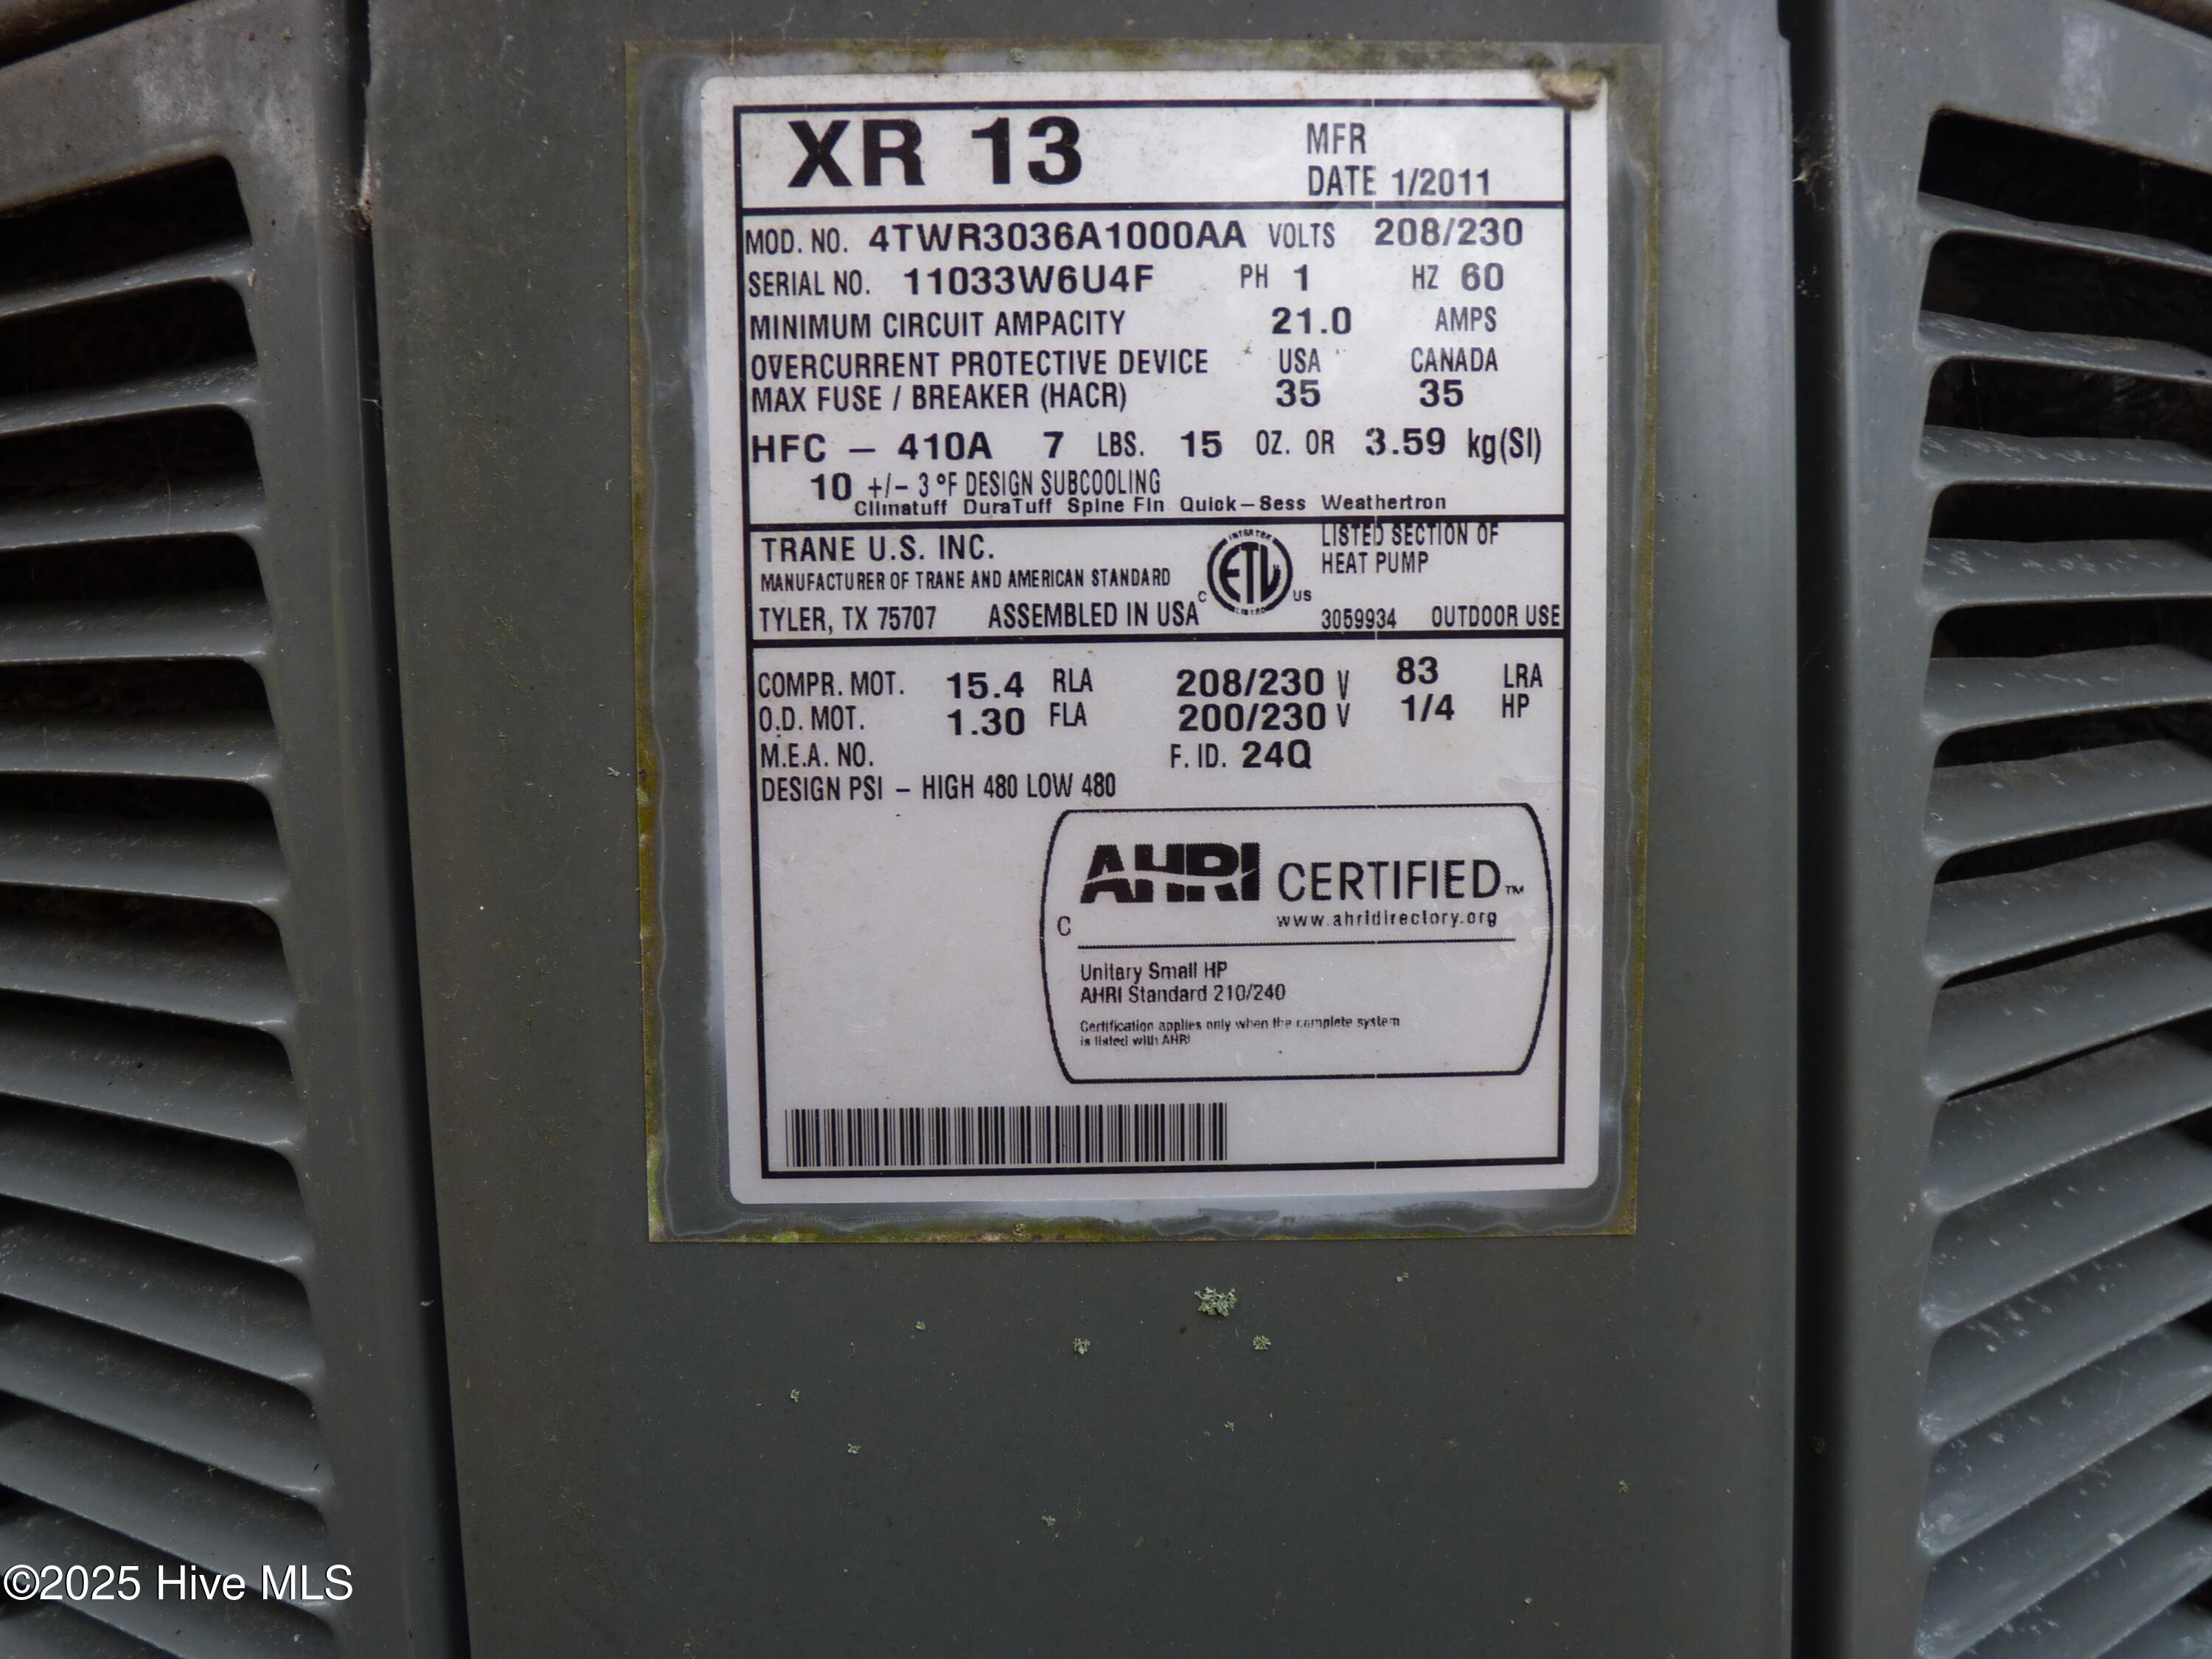 XR 13
MFR
DATE 1/2011
MOD. NO. 4TWR3036A1000AA VOLTS 208/230
SERIAL NO. 11033W6U4F PH 1 HZ 60
MINIMUM CIRCUIT AMPACITY 21.0 AMPS
OVERCURRENT PROTECTIVE DEVICE USA CANADA
MAX FUSE / BREAKER (HACR) 35 35
HFC – 410A 7 LBS. 15 OZ. OR 3.59 kg(SI)
10 +/– 3 °F DESIGN SUBCOOLING
Climatuff DuraTuff Spine Fin Quick–Sess Weathertron
TRANE U.S. INC.
MANUFACTURER OF TRANE AND AMERICAN STANDARD
TYLER, TX 75707 ASSEMBLED IN USA
INTERTEK
C ETL US
LISTED
LISTED SECTION OF
HEAT PUMP
3059934 OUTDOOR USE
COMPR. MOT. 15.4 RLA 208/230 V 83 LRA
O.D. MOT. 1.30 FLA 200/230 V 1/4 HP
M.E.A. NO. F. ID. 24Q
DESIGN PSI – HIGH 480 LOW 480
C AHRI CERTIFIED™
www.ahridirectory.org
Unitary Small HP
AHRI Standard 210/240
Certification applies only when the complete system
is listed with AHRI
©2025 Hive MLS